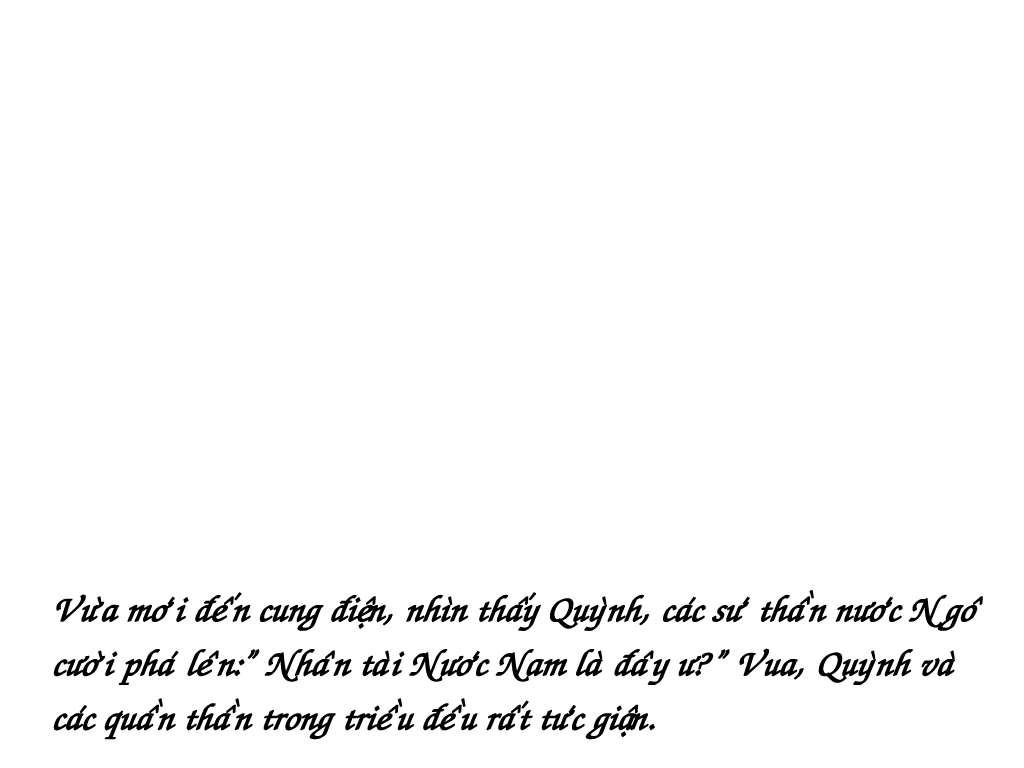 Vừa mới đến cung điện, nhìn thấy Quỳnh, các sứ thần nước Ngô
cười phá lên:” Nhân tài Nước Nam là đây ư?” Vua, Quỳnh và
các quần thần trong triều đều rất tức giận.